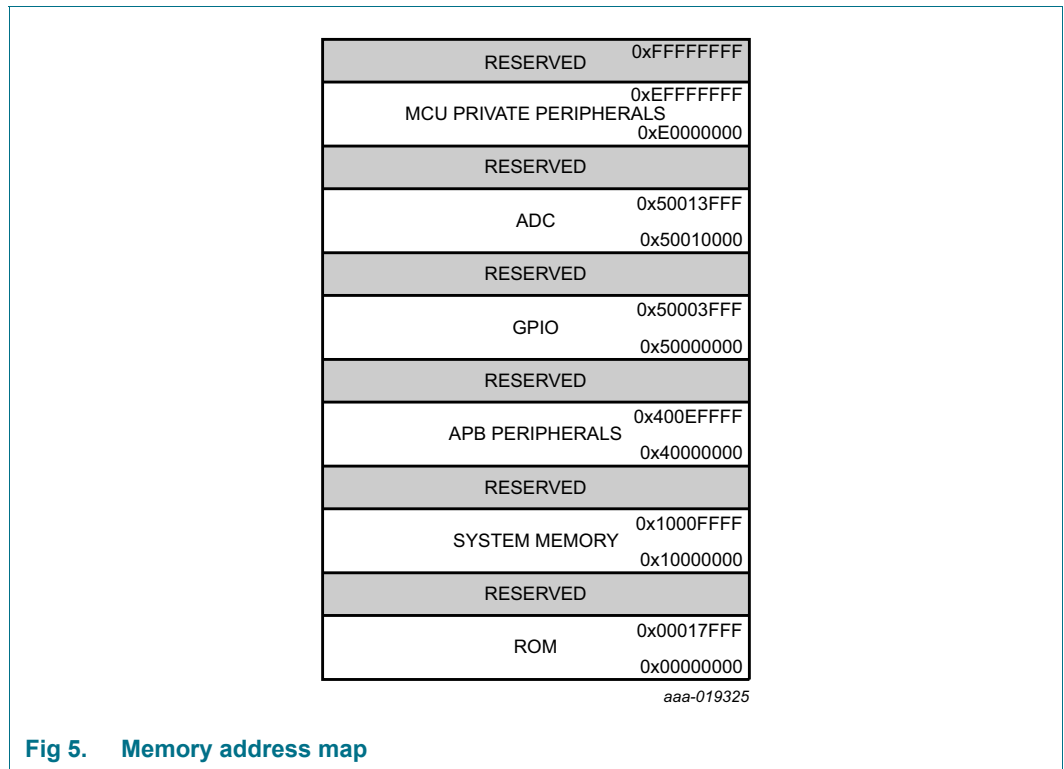 RESERVED 0xFFFFFFFF
0xEFFFFFFF
MCU PRIVATE PERIPHERALS
0xE0000000
RESERVED
0x50013FFF
ADC
0x50010000
RESERVED
0x50003FFF
GPIO
0x50000000
RESERVED
0x400EFFFF
APB PERIPHERALS
0x40000000
RESERVED
0x1000FFFF
SYSTEM MEMORY
0x10000000
RESERVED
0x00017FFF
ROM
0x00000000
aaa-019325
Fig 5. Memory address map